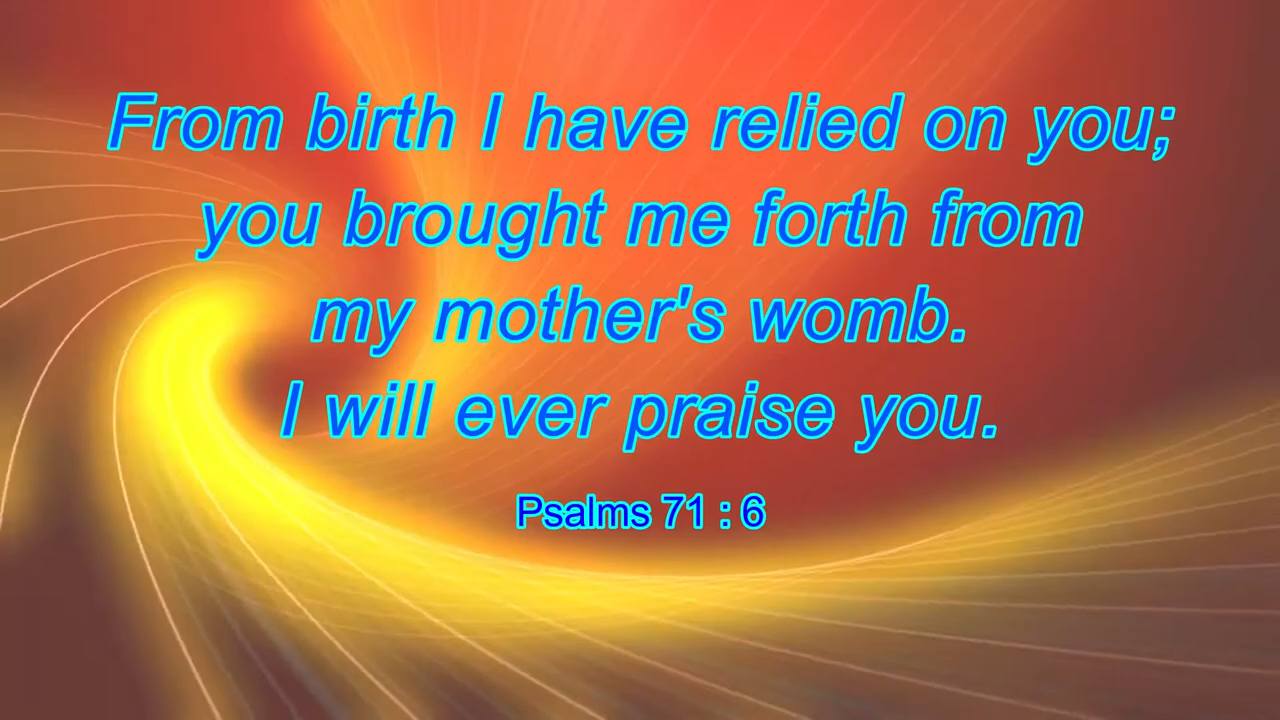 From birth I have relied on you;
you brought me forth from
my mother's womb.
I will ever praise you.
Psalms 71 : 6